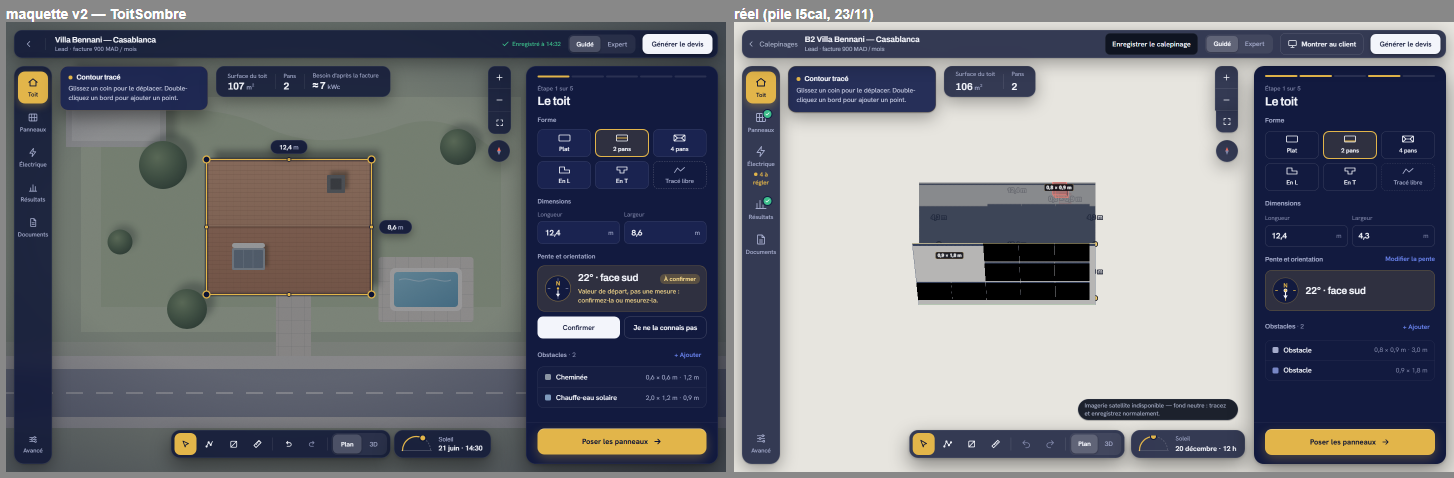 maquette v2 — ToitSombre
Villa Bennani — Casablanca
Lead · facture 900 MAD / mois
Enregistré à 14:32
Guidé
Expert
Générer le devis
Toit
Panneaux
Électrique
Résultats
Documents
Avancé
Contour tracé
Glissez un coin pour le déplacer. Double-
cliquez un bord pour ajouter un point.
Surface du toit
107 m²
Pans
2
Besoin d'après la facture
≈ 7 kWc
12,4 m
8,6 m
Étape 1 sur 5
Le toit
Forme
Plat
2 pans
4 pans
En L
En T
Tracé libre
Dimensions
Longueur
Largeur
12,4 m
8,6 m
Pente et orientation
N
22° · face sud
À confirmer
Valeur de départ, pas une mesure :
confirmez-la ou mesurez-la.
Confirmer
Je ne la connais pas
Obstacles · 2
+ Ajouter
Cheminée
0,6 × 0,6 m · 1,2 m
Chauffe-eau solaire
2,0 × 1,2 m · 0,9 m
Poser les panneaux →
Plan
3D
Soleil
21 juin · 14:30
réel (pile l5cal, 23/11)
Calepinages
B2 Villa Bennani — Casablanca
Lead · facture 900 MAD / mois
Enregistrer le calepinage
Guidé
Expert
Montrer au client
Générer le devis
Toit
Panneaux
Électrique
4 à
régler
Résultats
Documents
Avancé
Contour tracé
Glissez un coin pour le déplacer. Double-
cliquez un bord pour ajouter un point.
Surface du toit
106 m²
Pans
2
0,8 × 0,9 m
0,9 × 1,8 m
Imagerie satellite indisponible — fond neutre : tracez
et enregistrez normalement.
Étape 1 sur 5
Le toit
Forme
Plat
2 pans
4 pans
En L
En T
Tracé libre
Dimensions
Longueur
Largeur
12,4 m
4,3 m
Pente et orientation
Modifier la pente
N
22° · face sud
Obstacles · 2
+ Ajouter
Obstacle
0,8 × 0,9 m · 3,0 m
Obstacle
0,9 × 1,8 m
Poser les panneaux →
Plan
3D
Soleil
20 décembre · 12 h